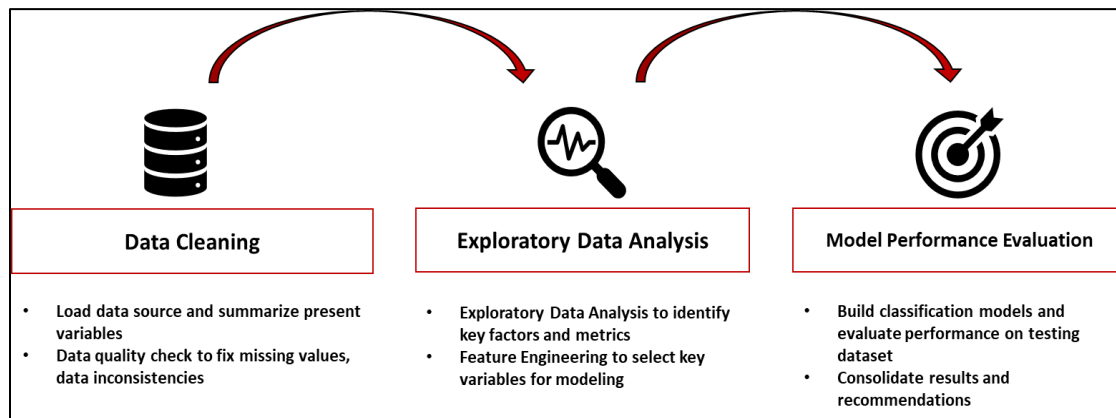 Data Cleaning
• Load data source and summarize present
variables
• Data quality check to fix missing values,
data inconsistencies
Exploratory Data Analysis
• Exploratory Data Analysis to identify
key factors and metrics
• Feature Engineering to select key
variables for modeling
Model Performance Evaluation
• Build classification models and
evaluate performance on testing
dataset
• Consolidate results and
recommendations